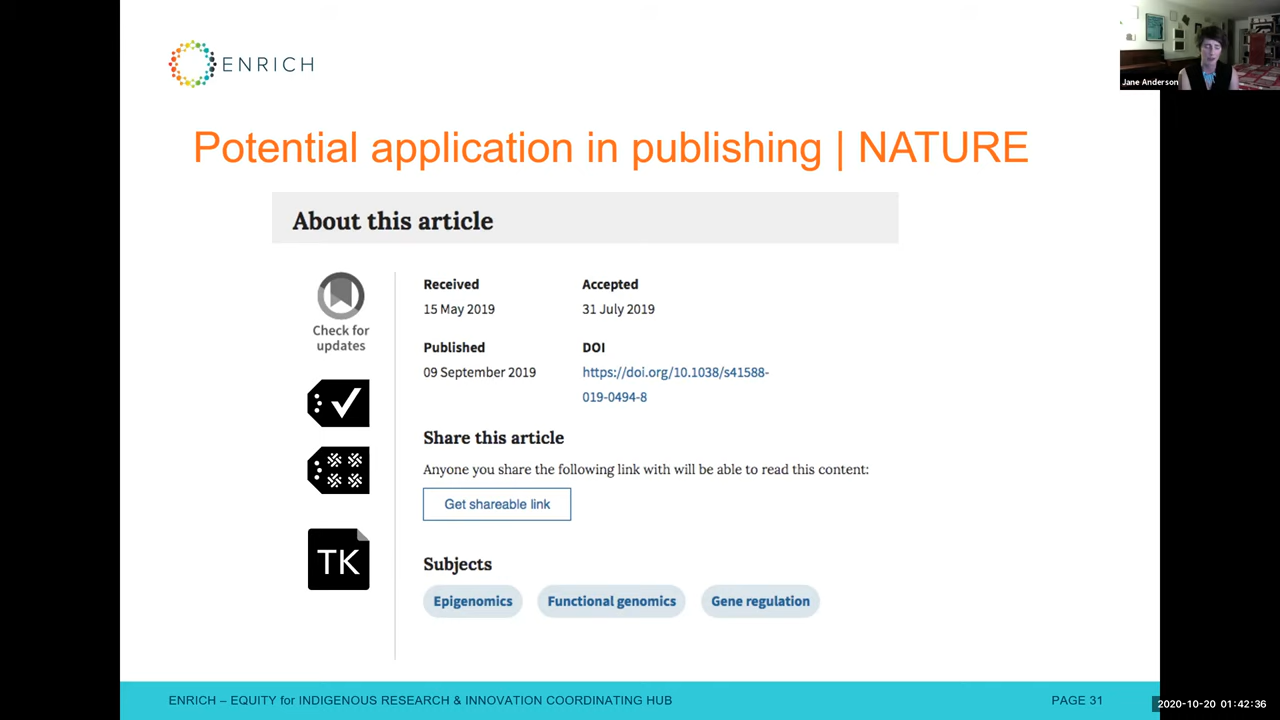 ENRICH
Jane Anderson
Potential application in publishing | NATURE
About this article
Check for
updates
TK
Received
15 May 2019
Accepted
31 July 2019
Published
09 September 2019
DOI
https://doi.org/10.1038/s41588-
019-0494-8
Share this article
Anyone you share the following link with will be able to read this content:
Get shareable link
Subjects
Epigenomics Functional genomics Gene regulation
ENRICH – EQUITY for INDIGENOUS RESEARCH & INNOVATION COORDINATING HUB
PAGE 31
2020-10-20 01:42:36